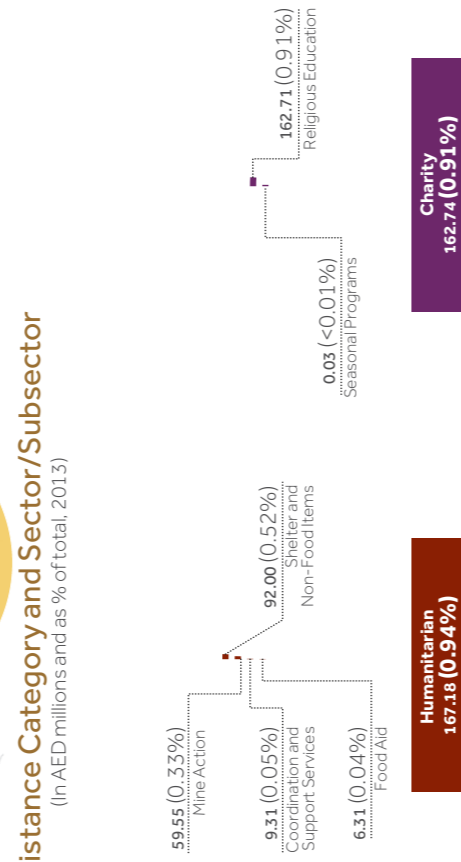 istance Category and Sector/Subsector
(In AED millions and as % of total, 2013)
59.55 (0.33%)
Mine Action
9.31 (0.05%)
Coordination and
Support Services
6.31 (0.04%)
Food Aid
92.00 (0.52%)
Shelter and
Non-Food Items
0.03 (<0.01%)
Seasonal Programs
162.71 (0.91%)
Religious Education
Humanitarian
167.18 (0.94%)
Charity
162.74 (0.91%)